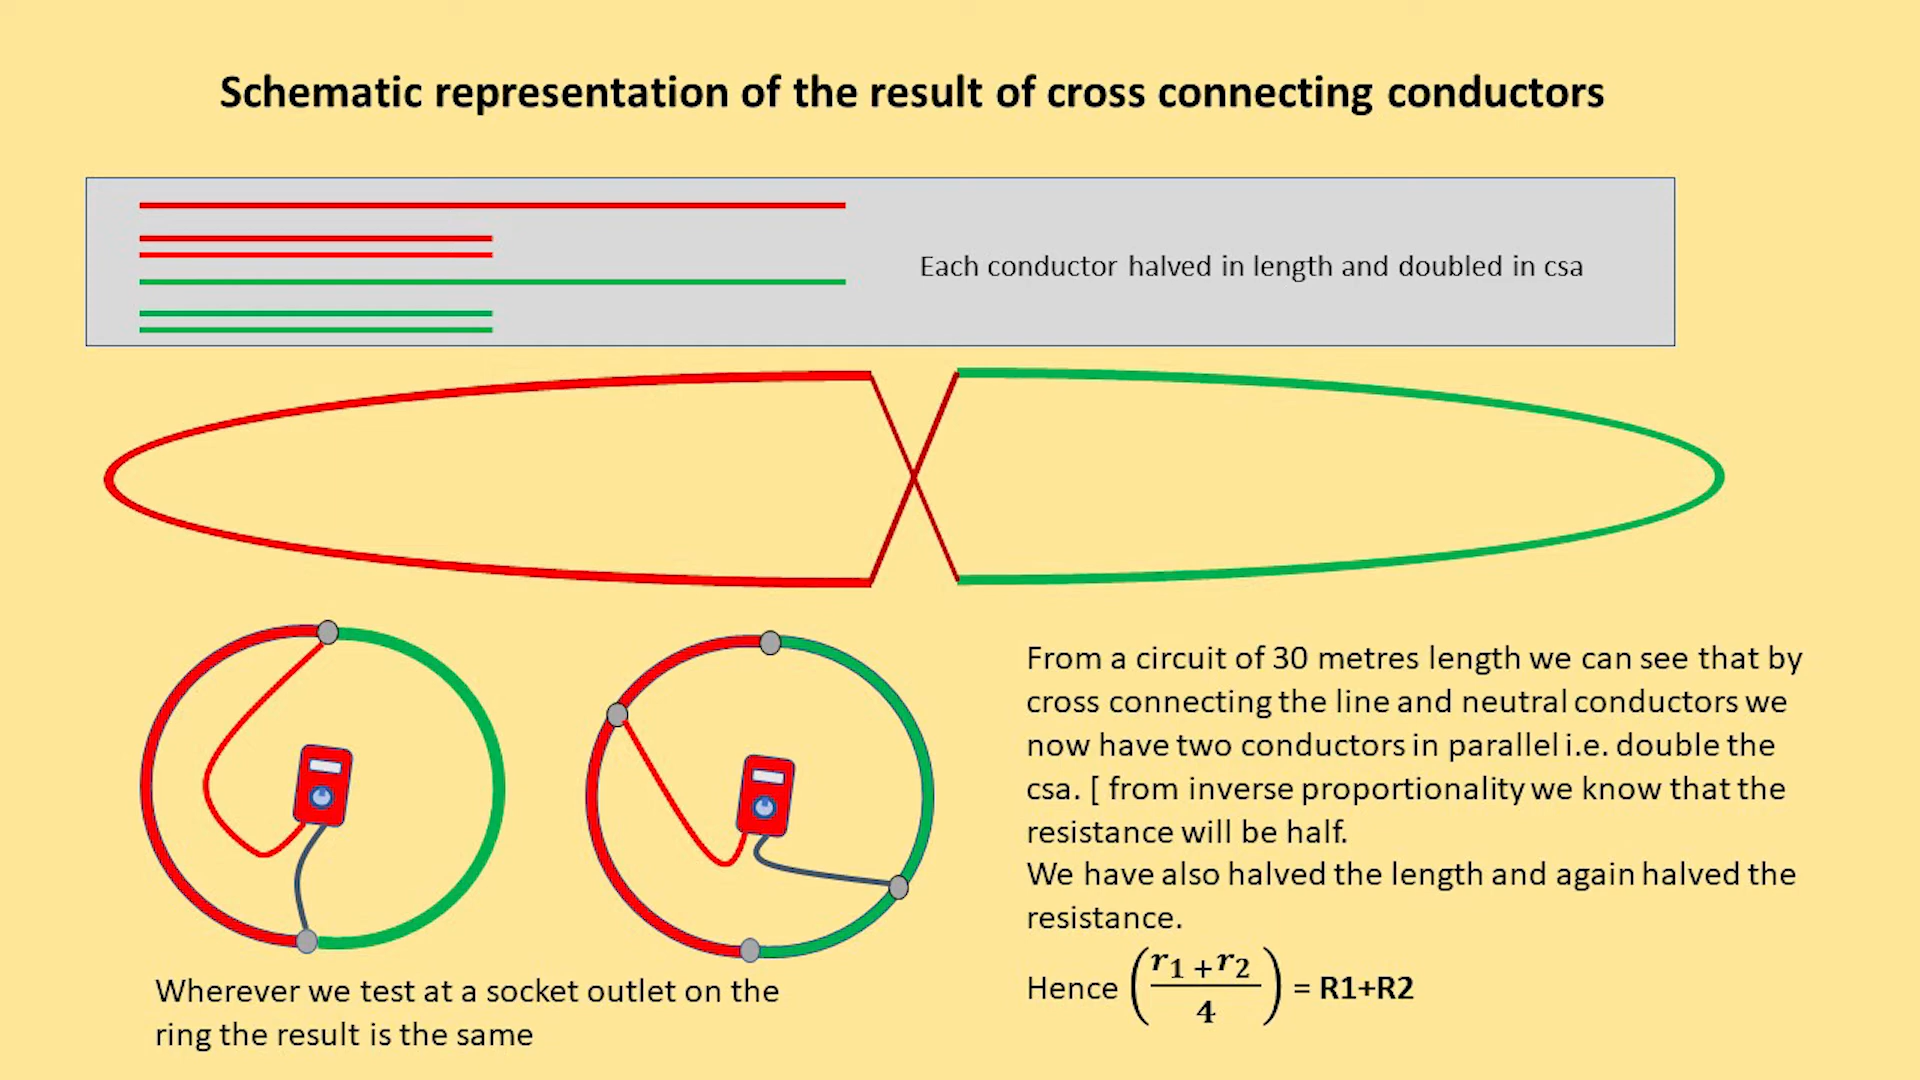 Schematic representation of the result of cross connecting conductors
Each conductor halved in length and doubled in csa
From a circuit of 30 metres length we can see that by
cross connecting the line and neutral conductors we
now have two conductors in parallel i.e. double the
csa. [ from inverse proportionality we know that the
resistance will be half.
We have also halved the length and again halved the
resistance.
Hence (r₁ + r₂ / 4) = R1+R2
Wherever we test at a socket outlet on the
ring the result is the same